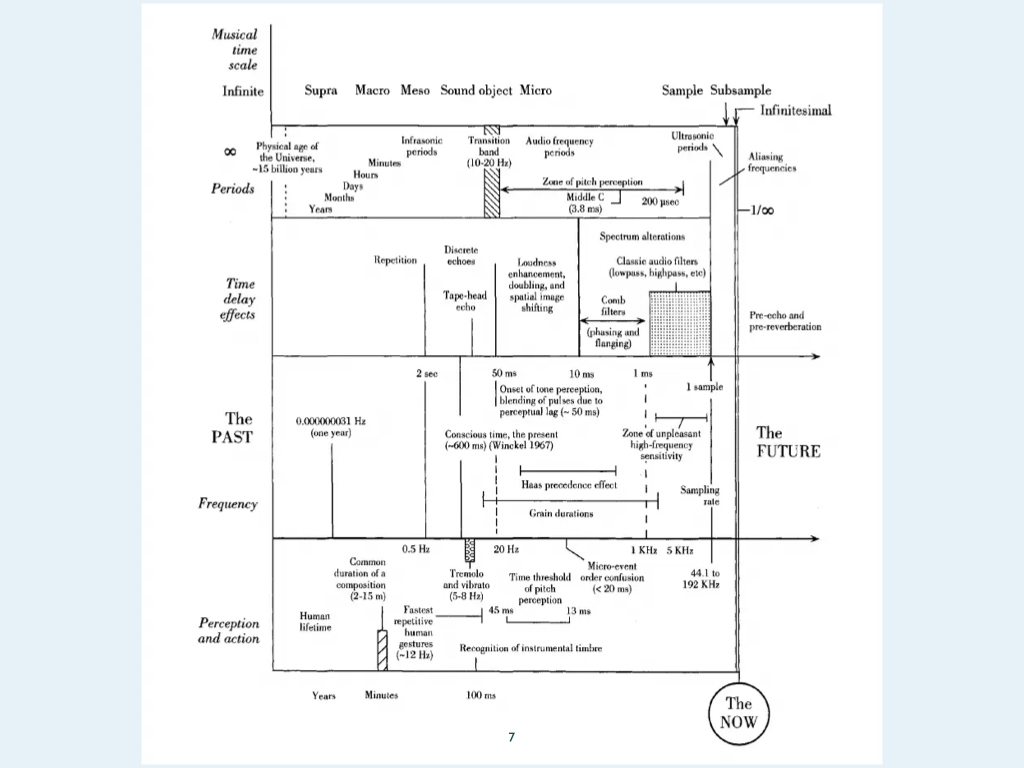 Musical
time
scale
Infinite Supra Macro Meso Sound object Micro Sample Subsample
Infinitesimal
∞
Physical age of
the Universe,
~15 billion years
Minutes
Hours
Days
Months
Years
Infrasonic
periods
Transition
band
(10-20 Hz)
Audio frequency
periods
Ultrasonic
periods
Aliasing
frequencies
Periods
Zone of pitch perception
Middle C
(3.8 ms)
200 μsec
1/∞
Time
delay
effects
Repetition
Discrete
echoes
Tape-head
echo
Loudness
enhancement,
doubling, and
spatial image
shifting
Spectrum alterations
Classic audio filters
(lowpass, highpass, etc)
Comb
filters
(phasing and
flanging)
Pre-echo and
pre-reverberation
2 sec 50 ms 10 ms 1 ms
1 sample
Onset of tone perception,
blending of pulses due to
perceptual lag (~ 50 ms)
The
PAST
0.000000031 Hz
(one year)
Conscious time, the present
(~600 ms) (Winckel 1967)
Zone of unpleasant
high-frequency
sensitivity
The
FUTURE
Haas precedence effect
Grain durations
Sampling
rate
Frequency
0.5 Hz 20 Hz 1 KHz 5 KHz
44.1 to
192 KHz
Common
duration of a
composition
(2-15 m)
Tremolo
and vibrato
(5-8 Hz)
Time threshold
of pitch
perception
45 ms 13 ms
Micro-event
order confusion
(< 20 ms)
Perception
and action
Human
lifetime
Fastest
repetitive
human
gestures
(~12 Hz)
Recognition of instrumental timbre
Years Minutes 100 ms
The
NOW
7